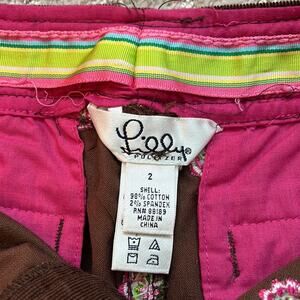 Lilly
PULITZER®
2
SHELL:
98% COTTON
2% SPANDEX
RN# 88189
MADE IN
CHINA